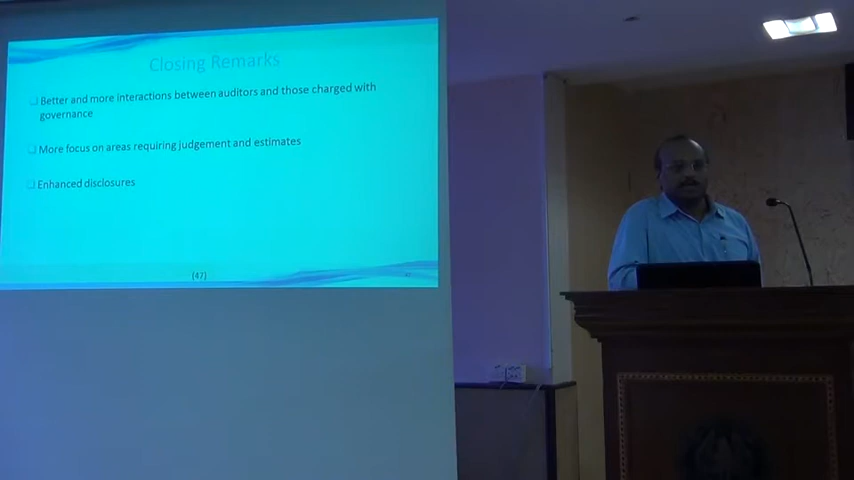 Closing Remarks
Better and more interactions between auditors and those charged with
governance
More focus on areas requiring judgement and estimates
Enhanced disclosures
[47]